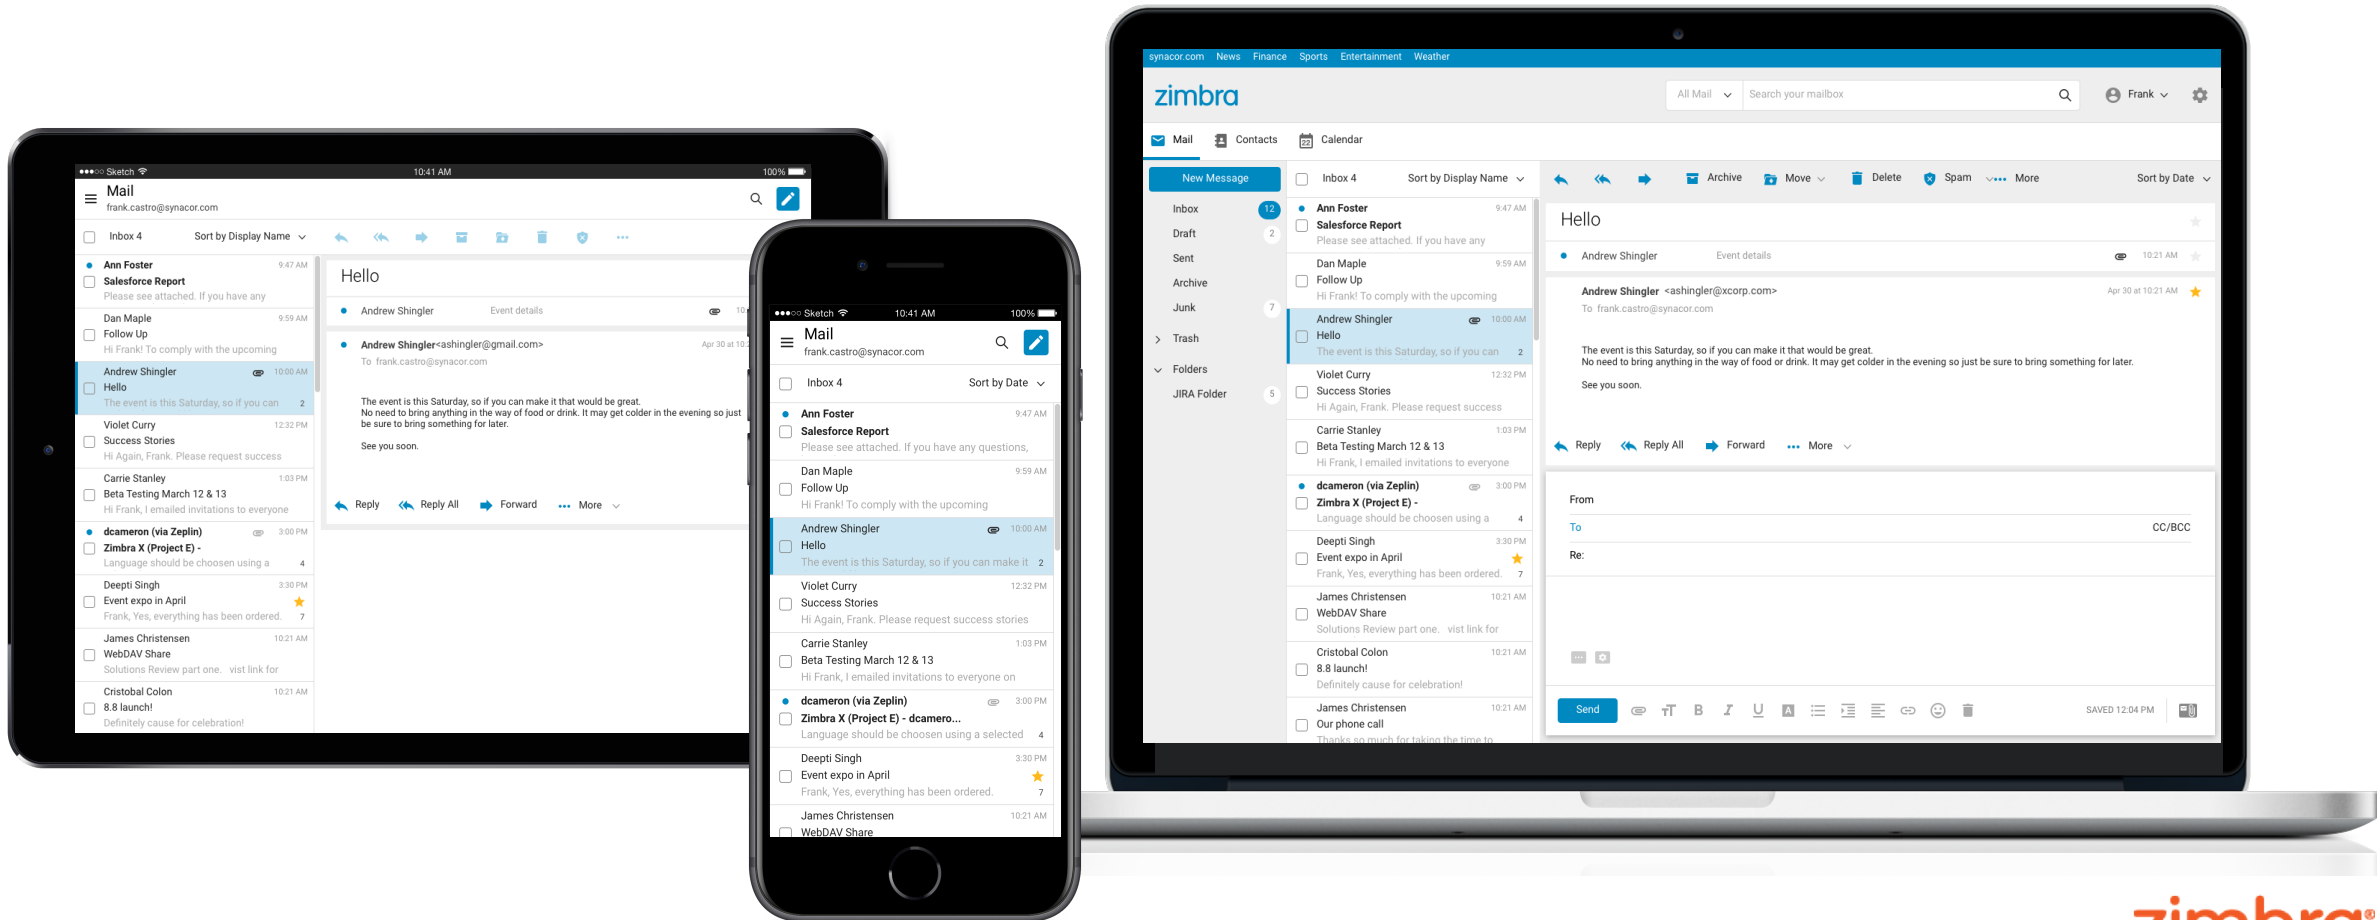 Sketch
10:41 AM
100%
Mail
frank.castro@synacor.com
Inbox 4
Sort by Display Name
Ann Foster
9:47 AM
Salesforce Report
Please see attached. If you have any
Dan Maple
9:59 AM
Follow Up
Hi Frank! To comply with the upcoming
Andrew Shingler
10:00 AM
Hello
The event is this Saturday, so if you can
2
Violet Curry
12:32 PM
Success Stories
Hi Again, Frank. Please request success
Carrie Stanley
1:03 PM
Beta Testing March 12 & 13
Hi Frank, I emailed invitations to everyone
dcameron (via Zeplin)
3:00 PM
Zimbra X (Project E) -
Language should be choosen using a
4
Deepti Singh
3:30 PM
Event expo in April
Frank, Yes, everything has been ordered.
7
James Christensen
10:21 AM
WebDAV Share
Solutions Review part one. vist link for
Cristobal Colon
10:21 AM
8.8 launch!
Definitely cause for celebration!
Hello
Andrew Shingler
Event details
Andrew Shingler<ashingler@gmail.com>
Apr 30 at
To frank.castro@synacor.com
The event is this Saturday, so if you can make it that would be great.
No need to bring anything in the way of food or drink. It may get colder in the evening so just
be sure to bring something for later.
See you soon.
Reply
Reply All
Forward
More
Sketch
10:41 AM
100%
Mail
frank.castro@synacor.com
Inbox 4
Sort by Date
Ann Foster
9:47 AM
Salesforce Report
Please see attached. If you have any questions,
Dan Maple
9:59 AM
Follow Up
Hi Frank! To comply with the upcoming
Andrew Shingler
10:00 AM
Hello
The event is this Saturday, so if you can make it
2
Violet Curry
12:32 PM
Success Stories
Hi Again, Frank. Please request success stories
Carrie Stanley
1:03 PM
Beta Testing March 12 & 13
Hi Frank, I emailed invitations to everyone on
dcameron (via Zeplin)
3:00 PM
Zimbra X (Project E) - dcamero...
Language should be choosen using a selected
4
Deepti Singh
3:30 PM
Event expo in April
Frank, Yes, everything has been ordered.
7
James Christensen
10:21 AM
WebDAV Share
synacor.com News Finance Sports Entertainment Weather
zimbra
All Mail
Search your mailbox
Frank
Mail
Contacts
22
Calendar
New Message
Inbox
12
Draft
2
Sent
Archive
Junk
7
Trash
Folders
JIRA Folder
5
Inbox 4
Sort by Display Name
Ann Foster
9:47 AM
Salesforce Report
Please see attached. If you have any
Dan Maple
9:59 AM
Follow Up
Hi Frank! To comply with the upcoming
Andrew Shingler
10:00 AM
Hello
The event is this Saturday, so if you can
2
Violet Curry
12:32 PM
Success Stories
Hi Again, Frank. Please request success
Carrie Stanley
1:03 PM
Beta Testing March 12 & 13
Hi Frank, I emailed invitations to everyone
dcameron (via Zeplin)
3:00 PM
Zimbra X (Project E) -
Language should be choosen using a
4
Deepti Singh
3:30 PM
Event expo in April
Frank, Yes, everything has been ordered.
7
James Christensen
10:21 AM
WebDAV Share
Solutions Review part one. vist link for
Cristobal Colon
10:21 AM
8.8 launch!
Definitely cause for celebration!
James Christensen
10:21 AM
Our phone call
Thanks so much for taking the time to
Archive
Move
Delete
Spam
More
Sort by Date
Hello
Andrew Shingler
Event details
10:21 AM
Andrew Shingler <ashingler@xcorp.com>
Apr 30 at 10:21 AM
To frank.castro@synacor.com
The event is this Saturday, so if you can make it that would be great.
No need to bring anything in the way of food or drink. It may get colder in the evening so just be sure to bring something for later.
See you soon.
Reply
Reply All
Forward
More
From
To
CC/BCC
Re:
Send
SAVED 12:04 PM
zimbra